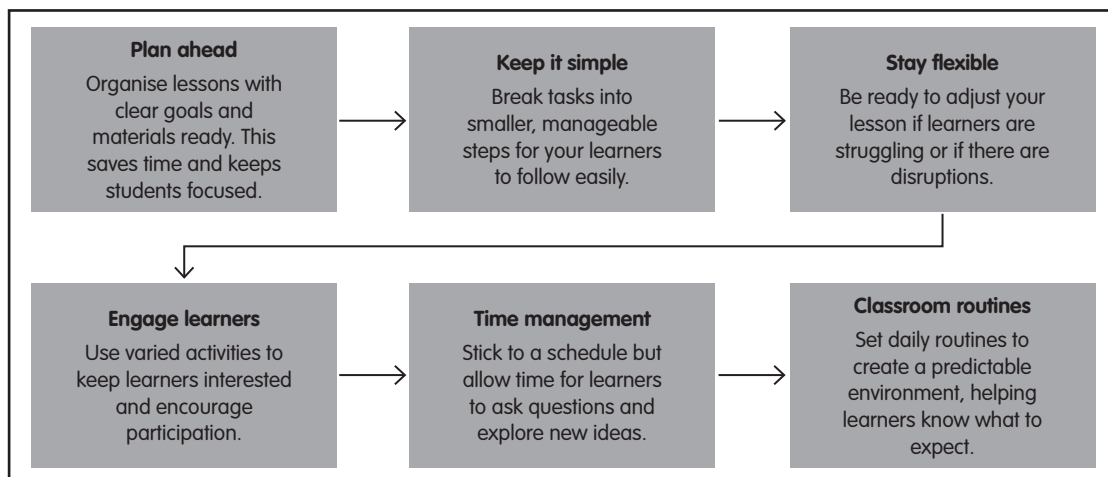 Plan ahead
Organise lessons with
clear goals and
materials ready. This
saves time and keeps
students focused.
Keep it simple
Break tasks into
smaller, manageable
steps for your learners
to follow easily.
Stay flexible
Be ready to adjust your
lesson if learners are
struggling or if there are
disruptions.
Engage learners
Use varied activities to
keep learners interested
and encourage
participation.
Time management
Stick to a schedule but
allow time for learners
to ask questions and
explore new ideas.
Classroom routines
Set daily routines to
create a predictable
environment, helping
learners know what to
expect.